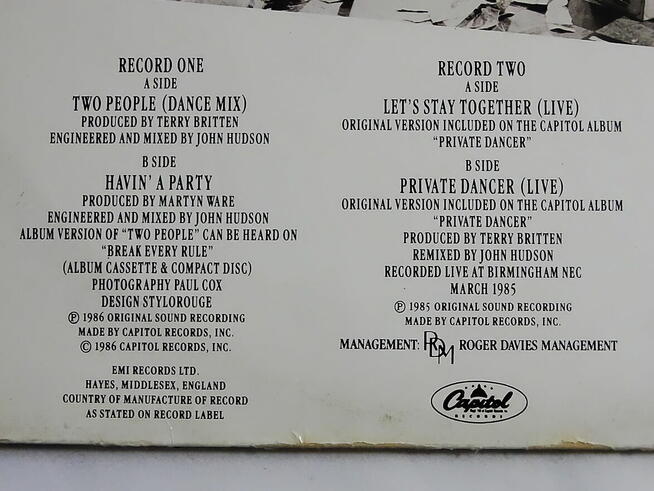 RECORD ONE
A SIDE
TWO PEOPLE (DANCE MIX)
PRODUCED BY TERRY BRITTEN
ENGINEERED AND MIXED BY JOHN HUDSON
B SIDE
HAVIN' A PARTY
PRODUCED BY MARTYN WARE
ENGINEERED AND MIXED BY JOHN HUDSON
ALBUM VERSION OF "TWO PEOPLE" CAN BE HEARD ON
"BREAK EVERY RULE"
(ALBUM CASSETTE & COMPACT DISC)
PHOTOGRAPHY PAUL COX
DESIGN STYLOROUGE
℗ 1986 ORIGINAL SOUND RECORDING
MADE BY CAPITOL RECORDS, INC.
© 1986 CAPITOL RECORDS, INC.
EMI RECORDS LTD.
HAYES, MIDDLESEX, ENGLAND
COUNTRY OF MANUFACTURE OF RECORD
AS STATED ON RECORD LABEL
RECORD TWO
A SIDE
LET'S STAY TOGETHER (LIVE)
ORIGINAL VERSION INCLUDED ON THE CAPITOL ALBUM
"PRIVATE DANCER"
B SIDE
PRIVATE DANCER (LIVE)
ORIGINAL VERSION INCLUDED ON THE CAPITOL ALBUM
"PRIVATE DANCER"
PRODUCED BY TERRY BRITTEN
REMIXED BY JOHN HUDSON
RECORDED LIVE AT BIRMINGHAM NEC
MARCH 1985
℗ 1985 ORIGINAL SOUND RECORDING
MADE BY CAPITOL RECORDS, INC.
MANAGEMENT: RDM ROGER DAVIES MANAGEMENT
Capitol
RECORDS